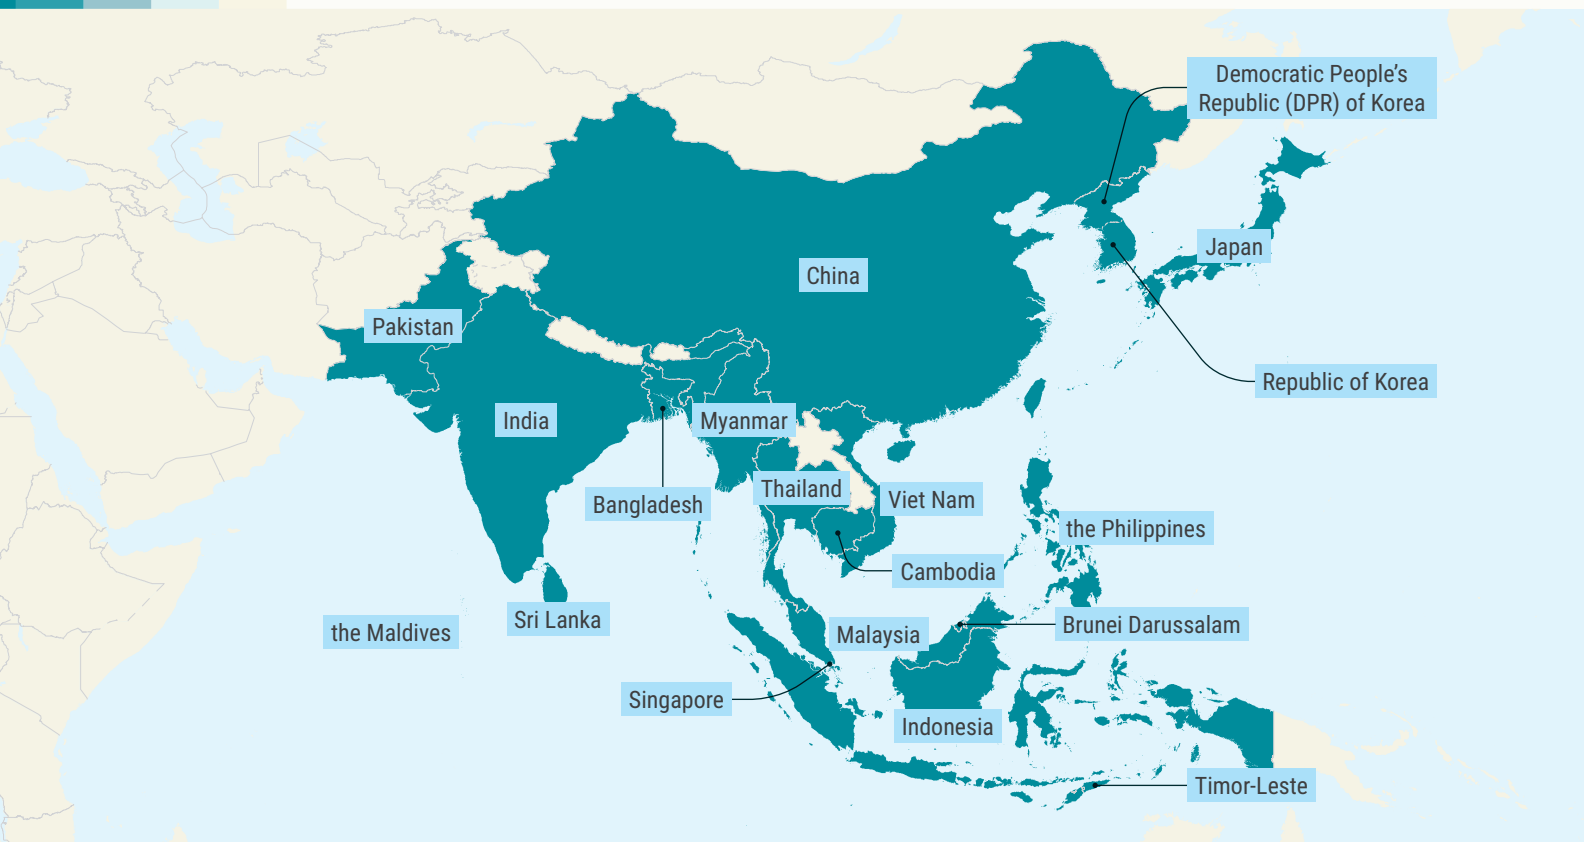 Democratic People’s
Republic (DPR) of Korea
Japan
China
Pakistan
Republic of Korea
India
Myanmar
Thailand
Viet Nam
Bangladesh
the Philippines
Cambodia
Sri Lanka
Brunei Darussalam
the Maldives
Malaysia
Singapore
Indonesia
Timor-Leste